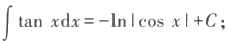 ∫ tan xdx = -ln|cos x|+C;